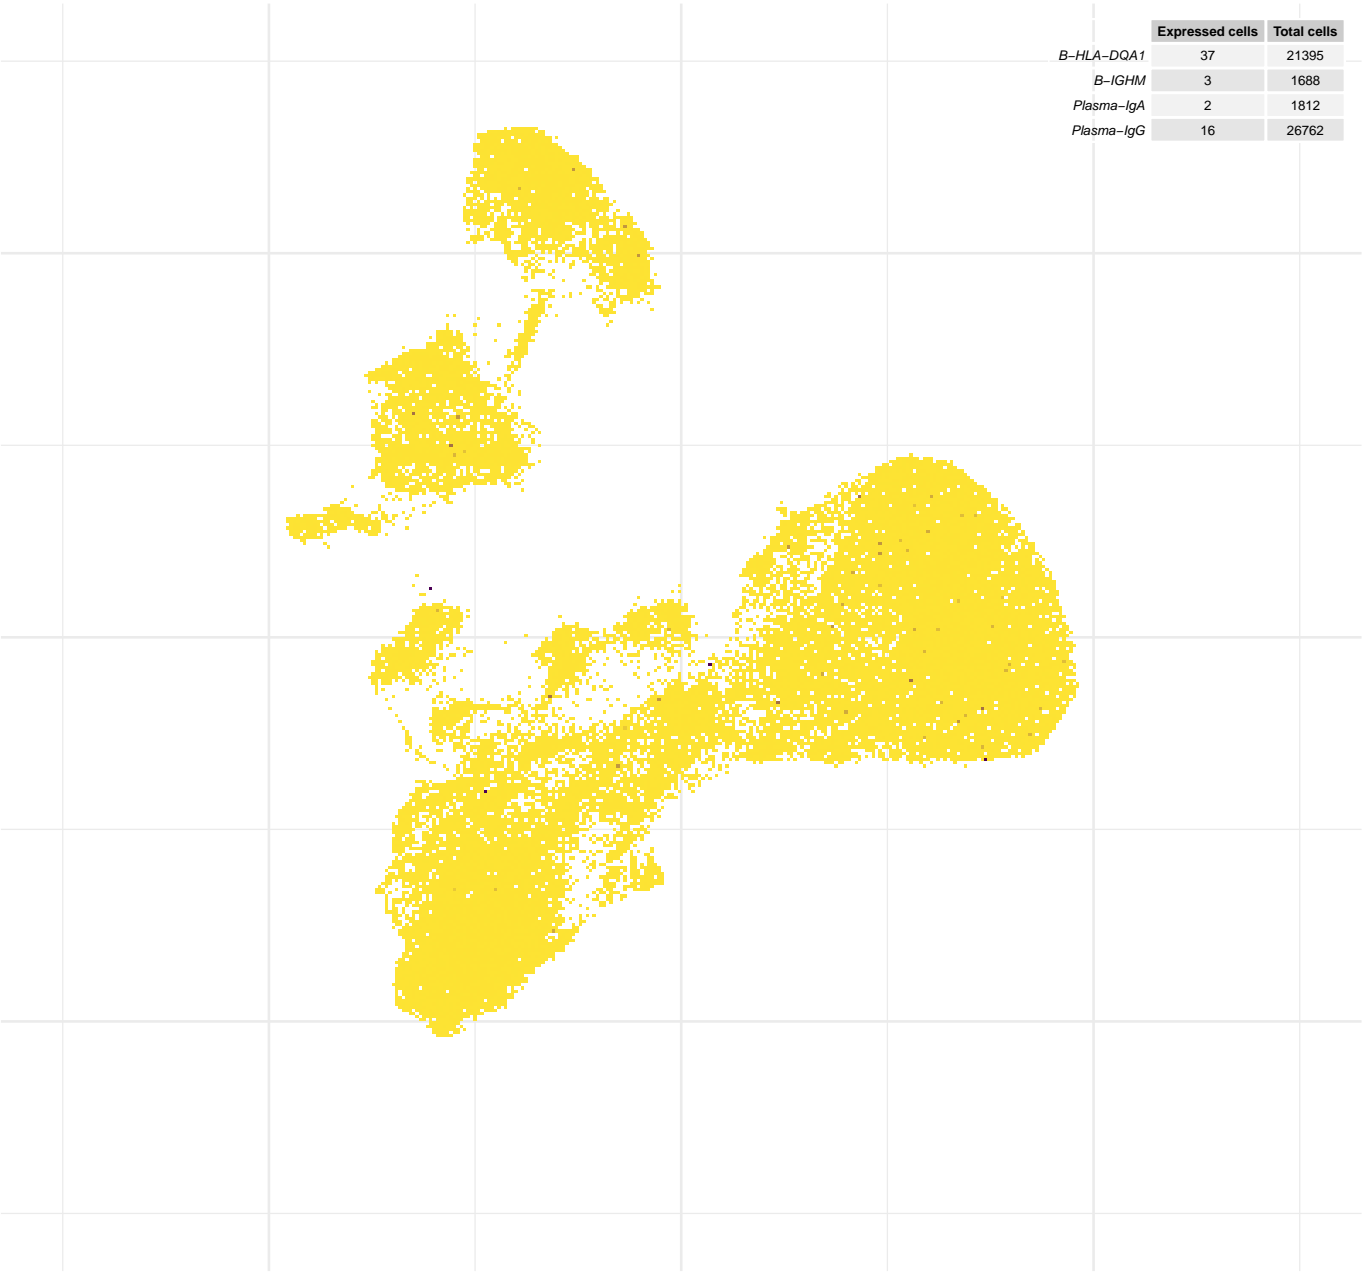 Expressed cells Total cells
B−HLA−DQA1 37 21395
B−IGHM 3 1688
Plasma−IgA 2 1812
Plasma−IgG 16 26762